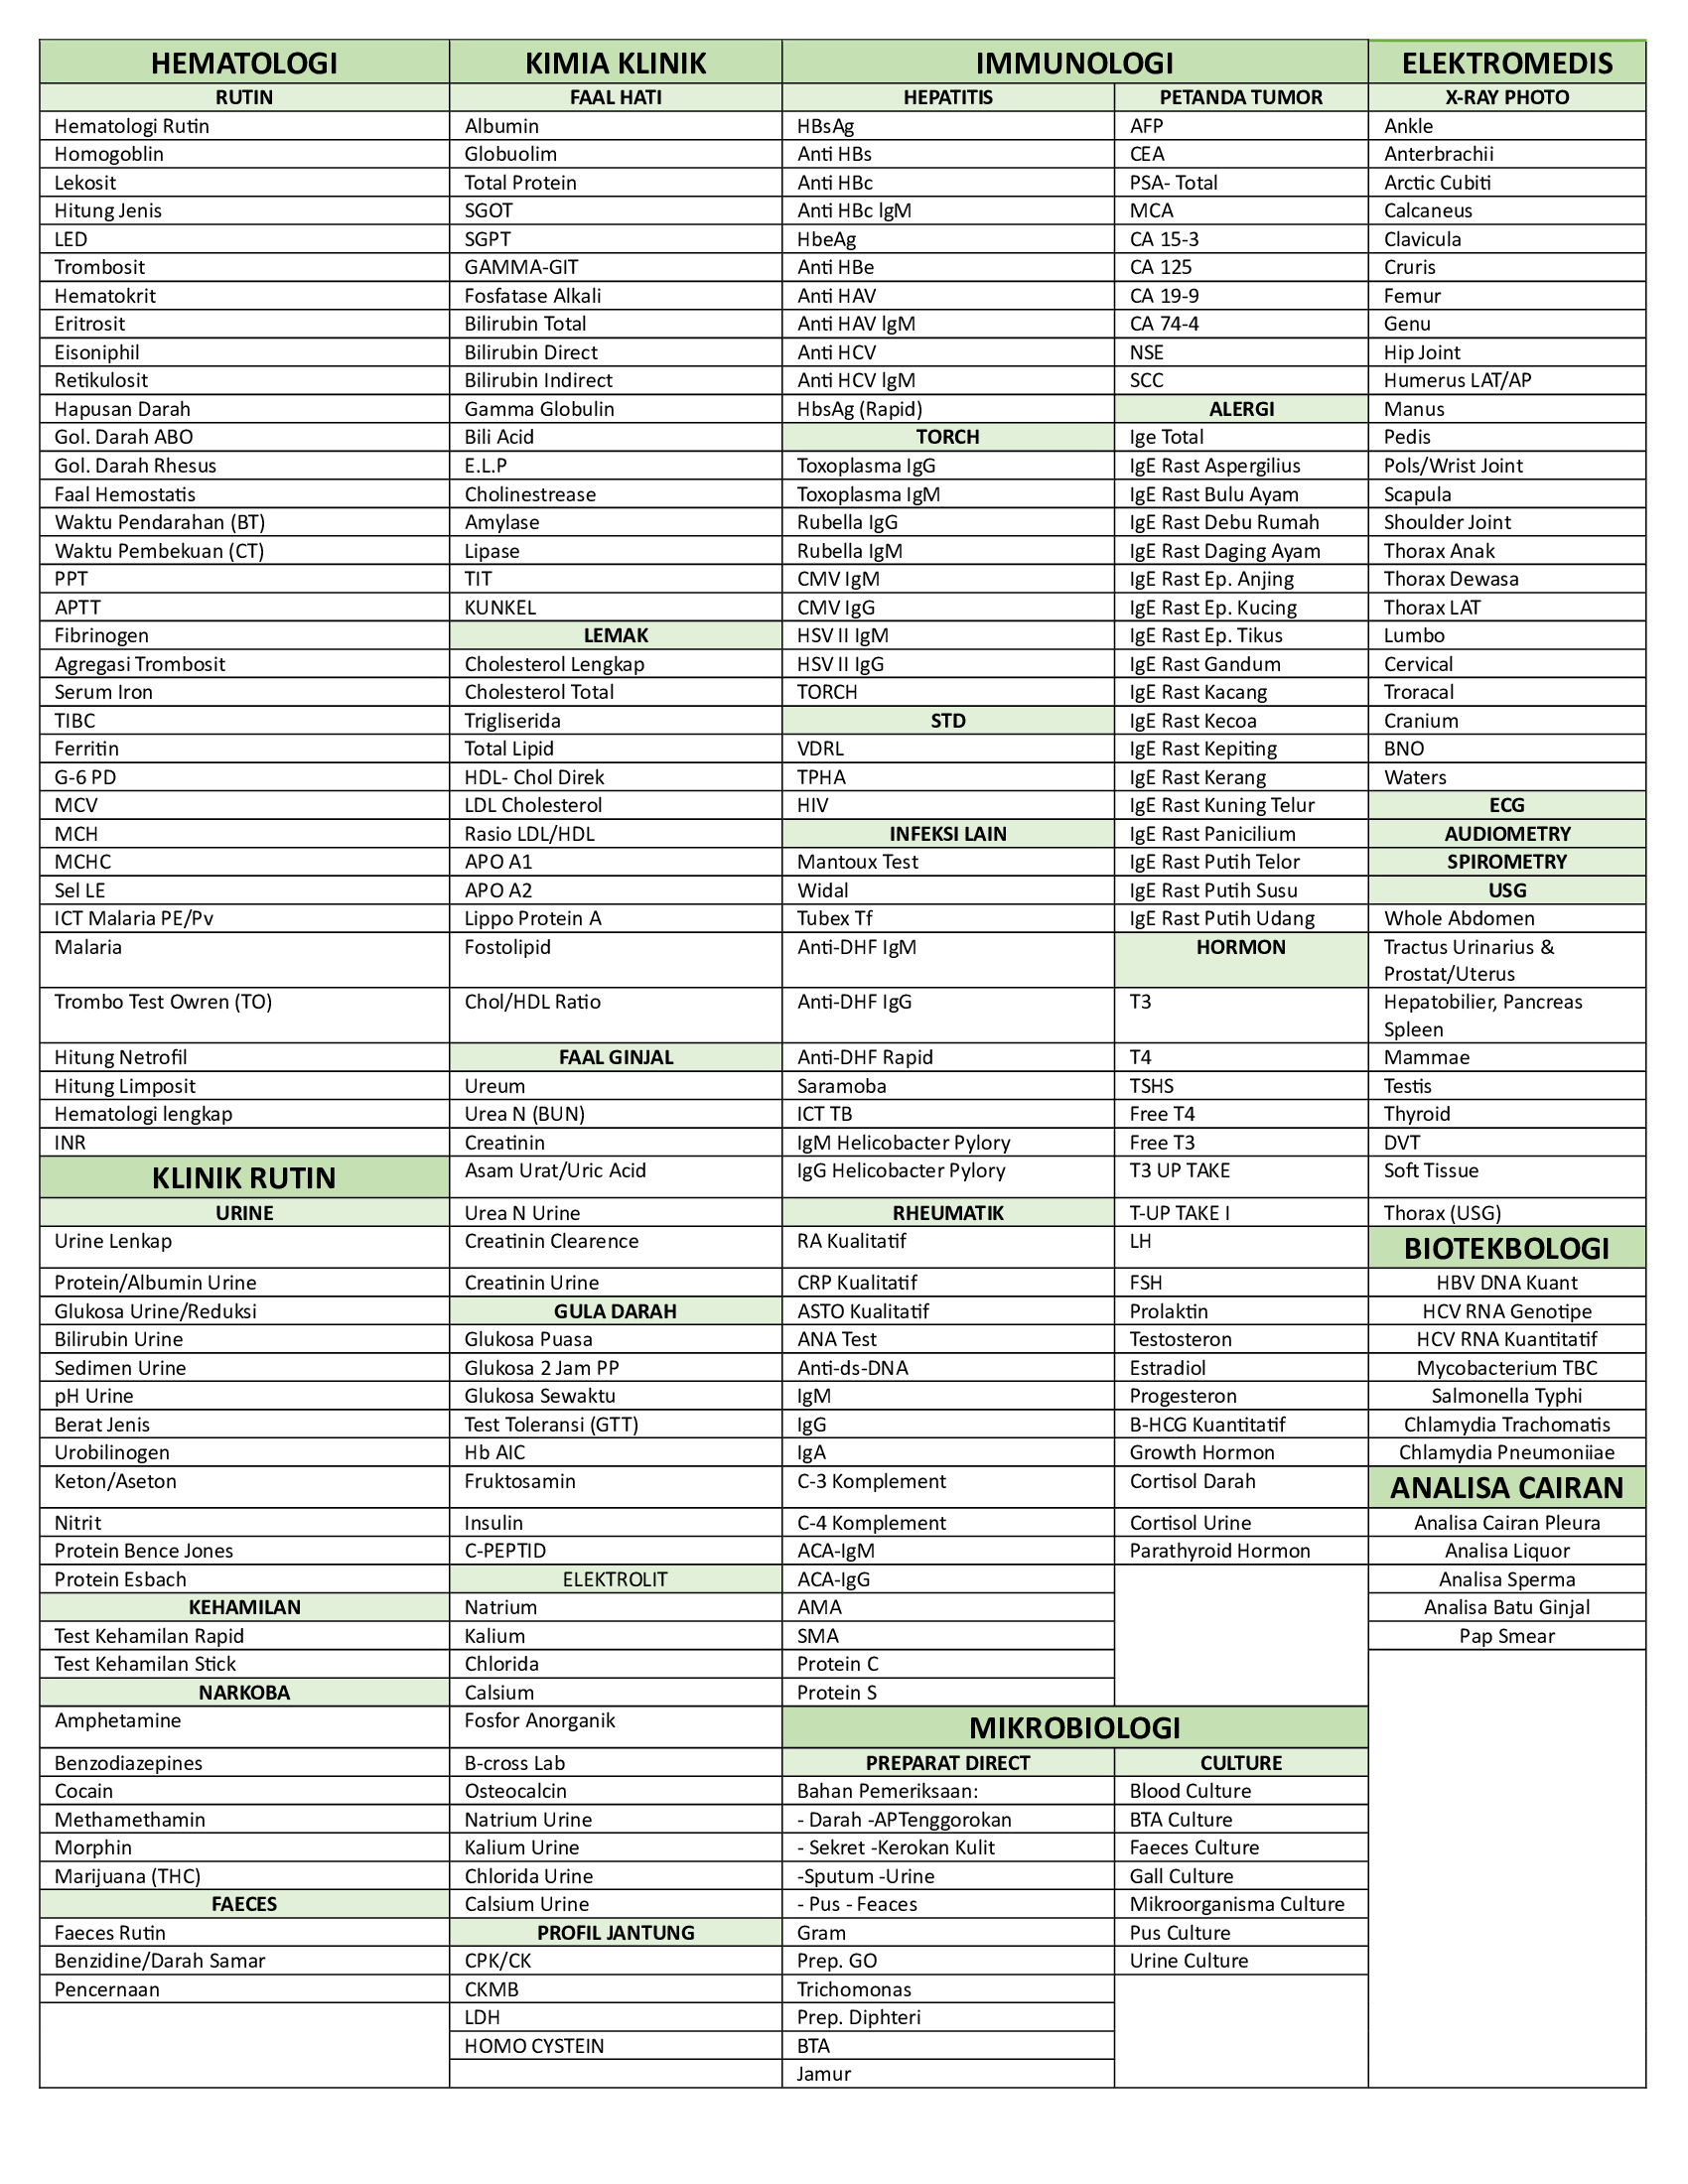 HEMATOLOGI
RUTIN
Hematologi Rutin
Homogoblin
Lekosit
Hitung Jenis
LED
Trombosit
Hematokrit
Eritrosit
Eisoniphil
Retikulosit
Hapusan Darah
Gol. Darah ABO
Gol. Darah Rhesus
Faal Hemostatis
Waktu Pendarahan (BT)
Waktu Pembekuan (CT)
PPT
APTT
Fibrinogen
Agregasi Trombosit
Serum Iron
TIBC
Ferritin
G-6 PD
MCV
MCH
MCHC
Sel LE
ICT Malaria PE/Pv
Malaria
Trombo Test Owren (TO)
Hitung Netrofil
Hitung Limposit
Hematologi lengkap
INR
KLINIK RUTIN
URINE
Urine Lenkap
Protein/Albumin Urine
Glukosa Urine/Reduksi
Bilirubin Urine
Sedimen Urine
pH Urine
Berat Jenis
Urobilinogen
Keton/Aseton
Nitrit
Protein Bence Jones
Protein Esbach
KEHAMILAN
Test Kehamilan Rapid
Test Kehamilan Stick
NARKOBA
Amphetamine
Benzodiazepines
Cocain
Methamethamin
Morphin
Marijuana (THC)
FAECES
Faeces Rutin
Benzidine/Darah Samar
Pencernaan
KIMIA KLINIK
FAAL HATI
Albumin
Globuolim
Total Protein
SGOT
SGPT
GAMMA-GIT
Fosfatase Alkali
Bilirubin Total
Bilirubin Direct
Bilirubin Indirect
Gamma Globulin
Bili Acid
E.L.P
Cholinestrease
Amylase
Lipase
TIT
KUNKEL
LEMAK
Cholesterol Lengkap
Cholesterol Total
Trigliserida
Total Lipid
HDL- Chol Direk
LDL Cholesterol
Rasio LDL/HDL
APO A1
APO A2
Lippo Protein A
Fostolipid
Chol/HDL Ratio
FAAL GINJAL
Ureum
Urea N (BUN)
Creatinin
Asam Urat/Uric Acid
Urea N Urine
Creatinin Clearence
Creatinin Urine
GULA DARAH
Glukosa Puasa
Glukosa 2 Jam PP
Glukosa Sewaktu
Test Toleransi (GTT)
Hb AIC
Fruktosamin
Insulin
C-PEPTID
ELEKTROLIT
Natrium
Kalium
Chlorida
Calsium
Fosfor Anorganik
B-cross Lab
Osteocalcin
Natrium Urine
Kalium Urine
Chlorida Urine
Calsium Urine
PROFIL JANTUNG
CPK/CK
CKMB
LDH
HOMO CYSTEIN
IMMUNOLOGI
HEPATITIS
HBsAg
Anti HBs
Anti HBc
Anti HBc lgM
HbeAg
Anti HBe
Anti HAV
Anti HAV lgM
Anti HCV
Anti HCV lgM
HbsAg (Rapid)
TORCH
Toxoplasma IgG
Toxoplasma IgM
Rubella IgG
Rubella IgM
CMV IgM
CMV IgG
HSV II IgM
HSV II IgG
TORCH
STD
VDRL
TPHA
HIV
INFEKSI LAIN
Mantoux Test
Widal
Tubex Tf
Anti-DHF IgM
Anti-DHF IgG
Anti-DHF Rapid
Saramoba
ICT TB
IgM Helicobacter Pylory
IgG Helicobacter Pylory
RHEUMATIK
RA Kualitatif
CRP Kualitatif
ASTO Kualitatif
ANA Test
Anti-ds-DNA
IgM
IgG
IgA
C-3 Komplement
C-4 Komplement
ACA-IgM
ACA-IgG
AMA
SMA
Protein C
Protein S
PETANDA TUMOR
AFP
CEA
PSA- Total
MCA
CA 15-3
CA 125
CA 19-9
CA 74-4
NSE
SCC
ALERGI
Ige Total
IgE Rast Aspergilius
IgE Rast Bulu Ayam
IgE Rast Debu Rumah
IgE Rast Daging Ayam
IgE Rast Ep. Anjing
IgE Rast Ep. Kucing
IgE Rast Ep. Tikus
IgE Rast Gandum
IgE Rast Kacang
IgE Rast Kecoa
IgE Rast Kepiting
IgE Rast Kerang
IgE Rast Kuning Telur
IgE Rast Panicilium
IgE Rast Putih Telor
IgE Rast Putih Susu
IgE Rast Putih Udang
HORMON
T3
T4
TSHS
Free T4
Free T3
T3 UP TAKE
T-UP TAKE I
LH
FSH
Prolaktin
Testosteron
Estradiol
Progesteron
B-HCG Kuantitatif
Growth Hormon
Cortisol Darah
Cortisol Urine
Parathyroid Hormon
MIKROBIOLOGI
PREPARAT DIRECT
Bahan Pemeriksaan:
- Darah -APTenggorokan
- Sekret -Kerokan Kulit
-Sputum -Urine
- Pus - Feaces
Gram
Prep. GO
Trichomonas
Prep. Diphteri
BTA
Jamur
CULTURE
Blood Culture
BTA Culture
Faeces Culture
Gall Culture
Mikroorganisma Culture
Pus Culture
Urine Culture
ELEKTROMEDIS
X-RAY PHOTO
Ankle
Anterbrachii
Arctic Cubiti
Calcaneus
Clavicula
Cruris
Femur
Genu
Hip Joint
Humerus LAT/AP
Manus
Pedis
Pols/Wrist Joint
Scapula
Shoulder Joint
Thorax Anak
Thorax Dewasa
Thorax LAT
Lumbo
Cervical
Troracal
Cranium
BNO
Waters
ECG
AUDIOMETRY
SPIROMETRY
USG
Whole Abdomen
Tractus Urinarius &
Prostat/Uterus
Hepatobilier, Pancreas
Spleen
Mammae
Testis
Thyroid
DVT
Soft Tissue
Thorax (USG)
BIOTEKBOLOGI
HBV DNA Kuant
HCV RNA Genotipe
HCV RNA Kuantitatif
Mycobacterium TBC
Salmonella Typhi
Chlamydia Trachomatis
Chlamydia Pneumoniiae
ANALISA CAIRAN
Analisa Cairan Pleura
Analisa Liquor
Analisa Sperma
Analisa Batu Ginjal
Pap Smear